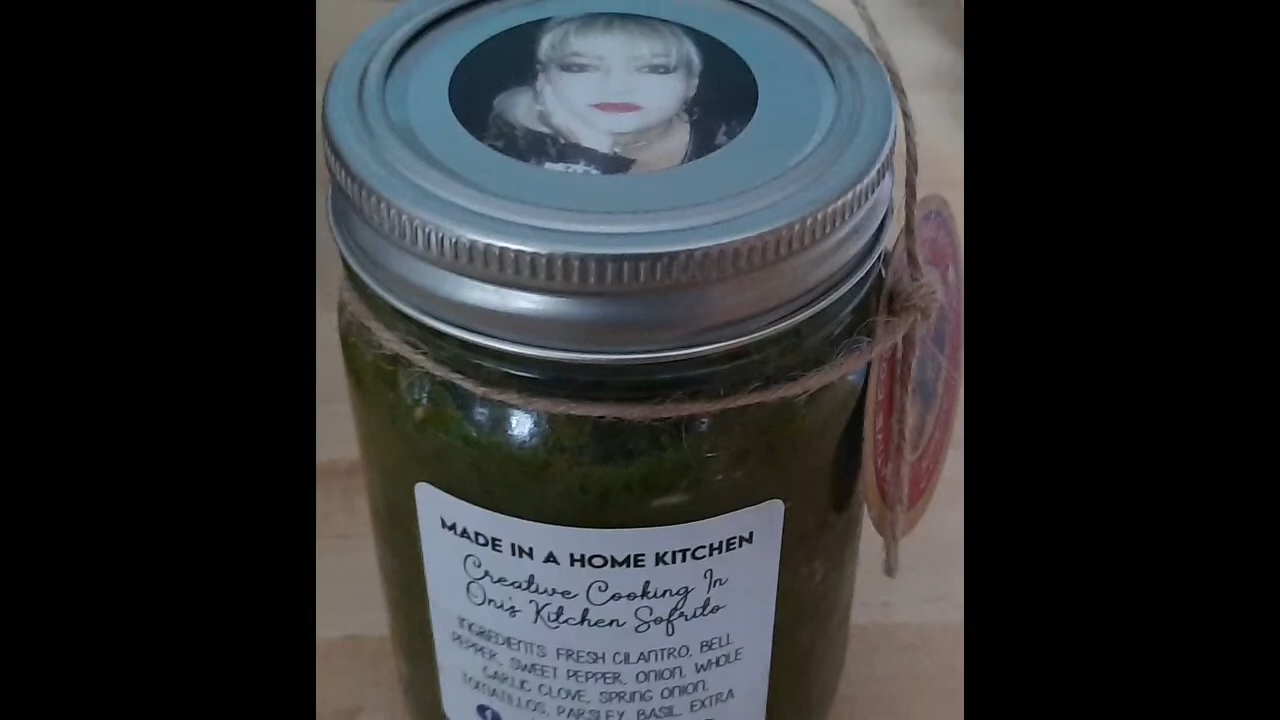 MADE IN A HOME KITCHEN
Creative Cooking In
Oni's Kitchen Sofrito
INGREDIENTS FRESH CILANTRO, BELL
PEPPER, SWEET PEPPER, ONION, WHOLE
GARLIC CLOVE, SPRING ONION,
TOMATILLOS, PARSLEY, BASIL, EXTRA